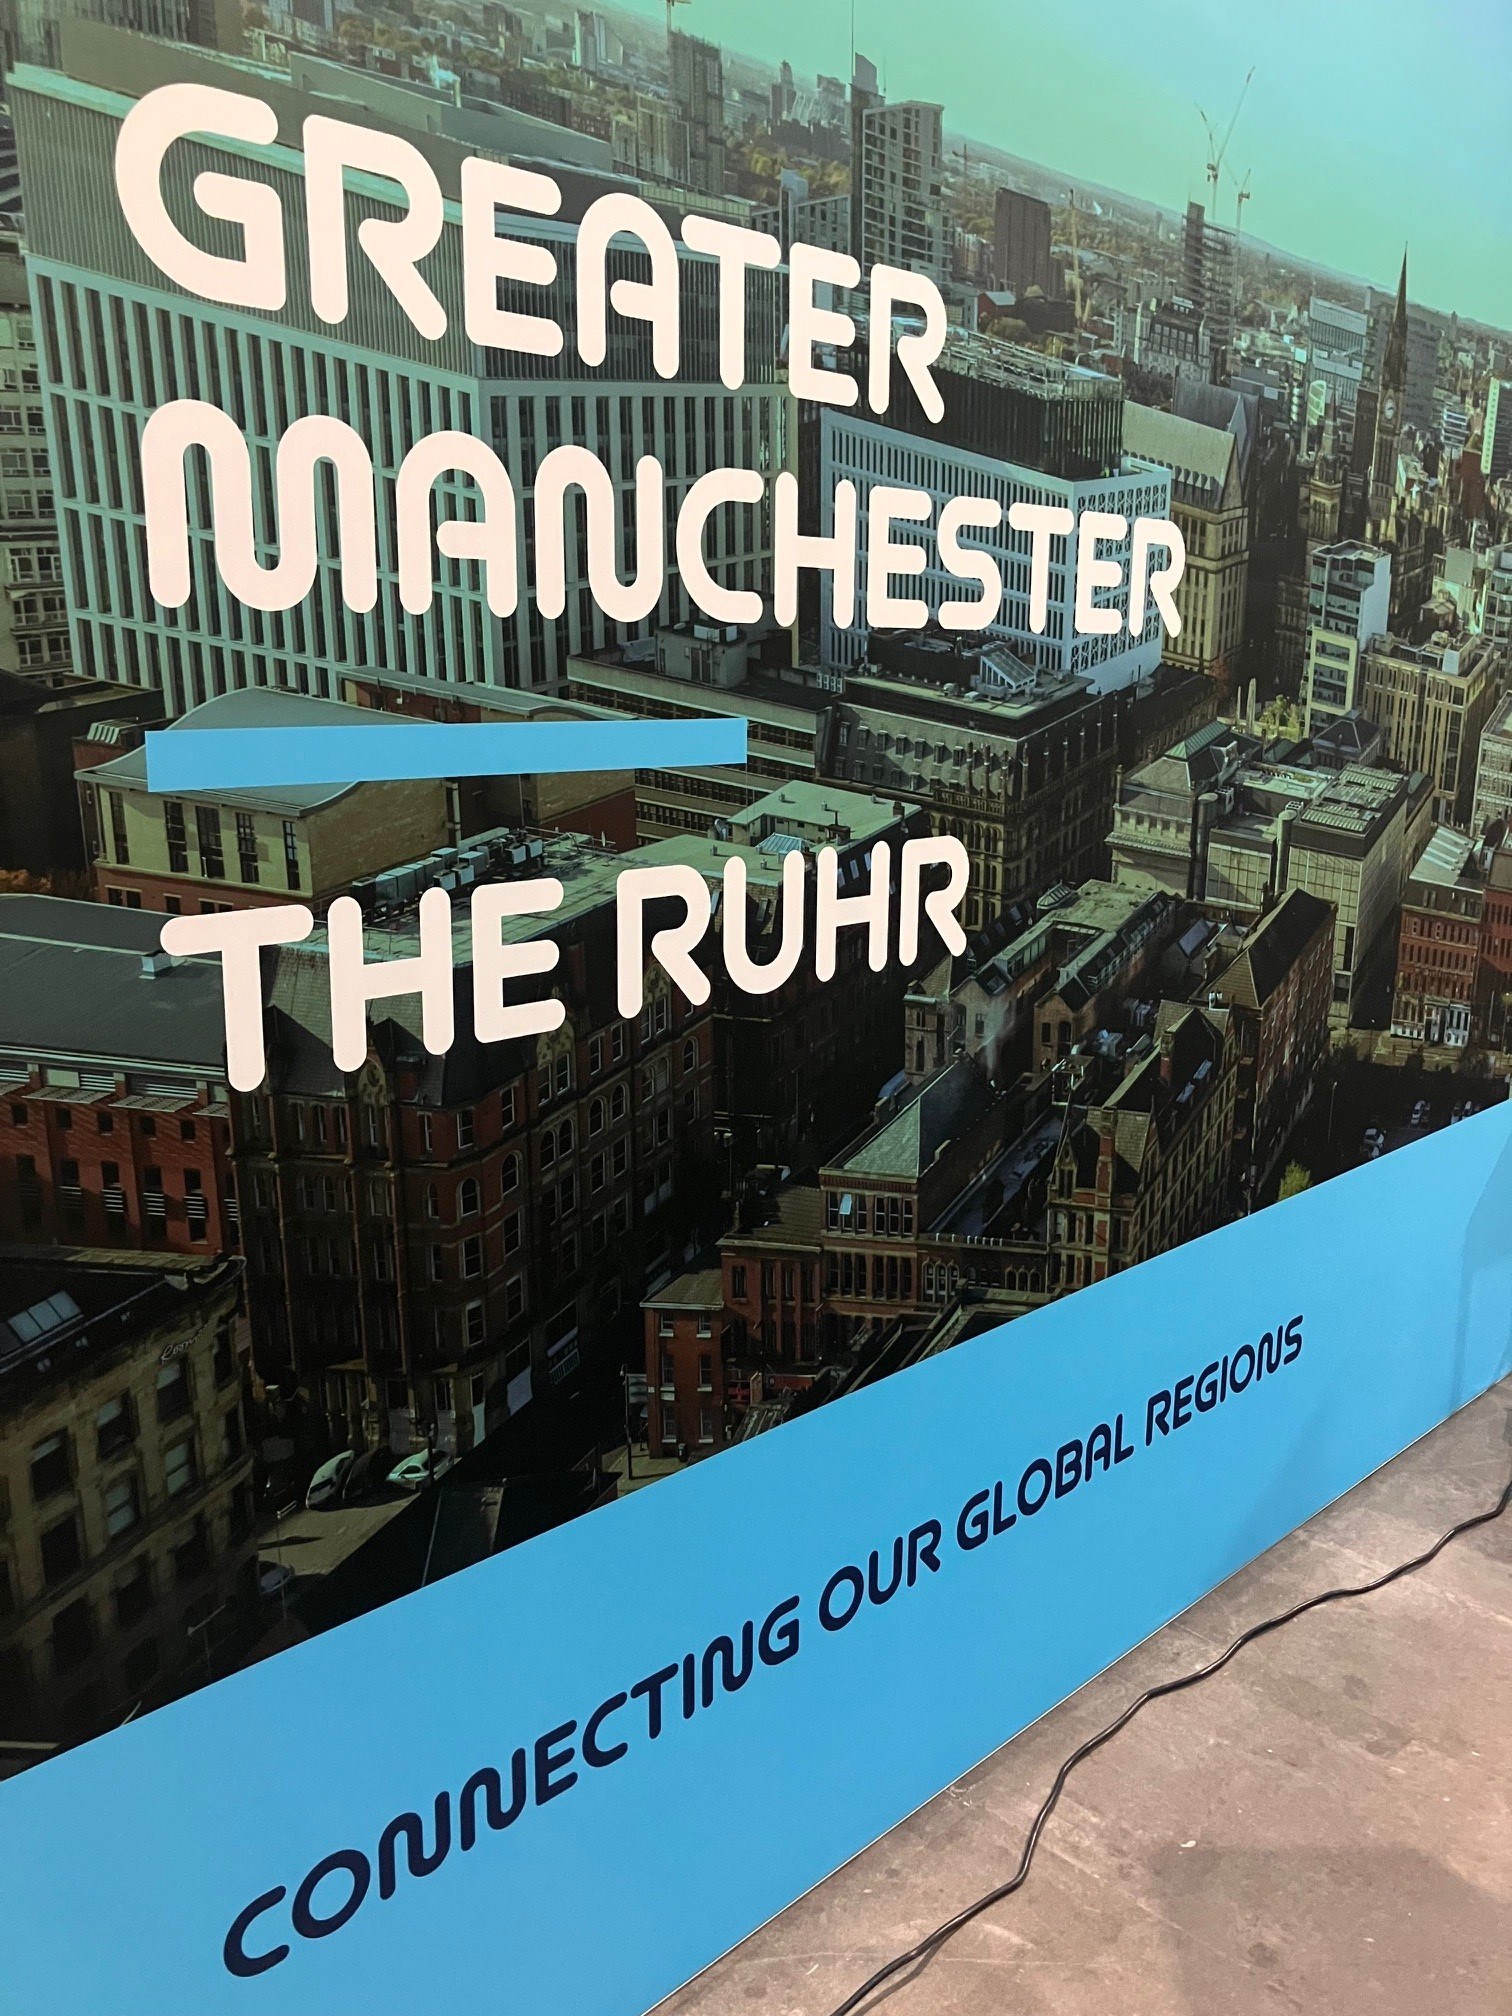 GREATER
MANCHESTER
THE RUHR
CONNECTING OUR GLOBAL REGIONS